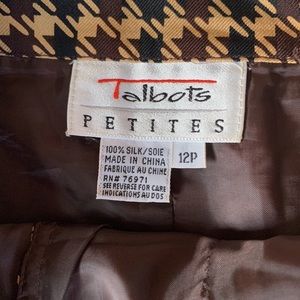 Talbots
PETITES
100% SILK/SOIE
MADE IN CHINA
FABRIQUE AU CHINE
RN# 76971
SEE REVERSE FOR CARE
INDICATIONS AU DOS
12P